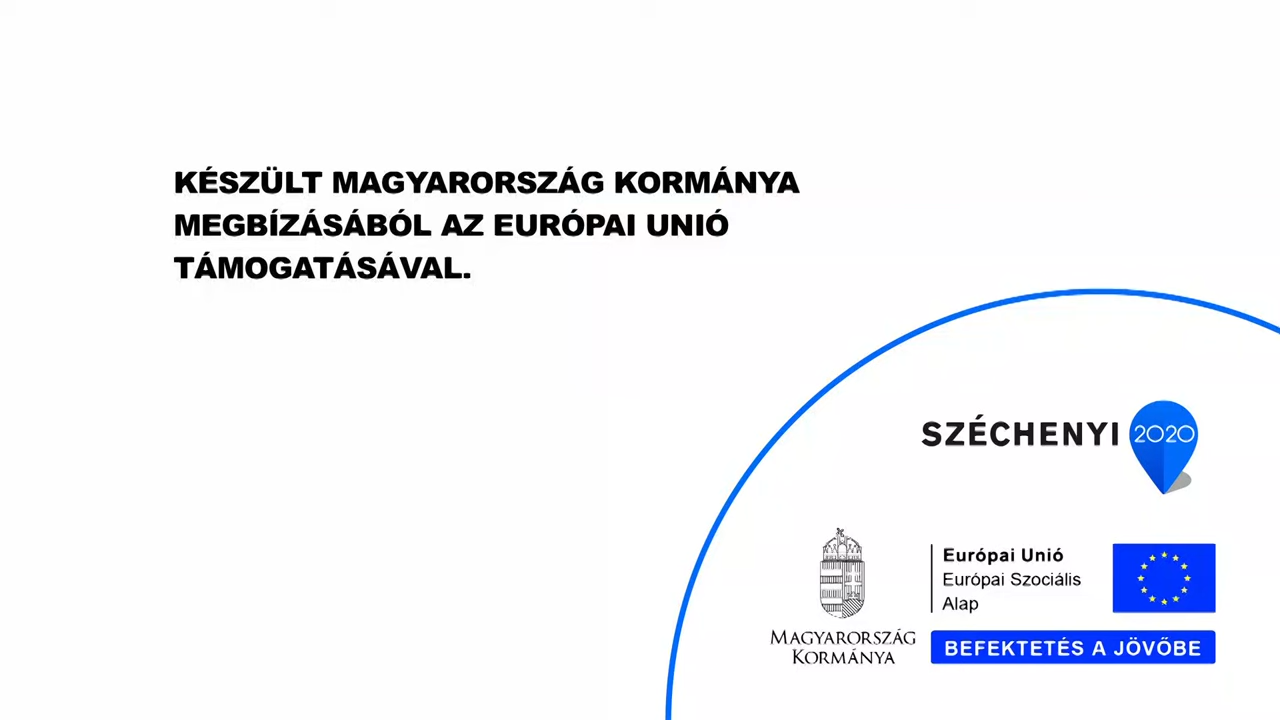 KÉSZÜLT MAGYARORSZÁG KORMÁNYA
MEGBÍZÁSÁBÓL AZ EURÓPAI UNIÓ
TÁMOGATÁSÁVAL.
SZÉCHENYI 2020
Európai Unió
Európai Szociális
Alap
MAGYARORSZÁG
KORMÁNYA
BEFEKTETÉS A JÖVŐBE